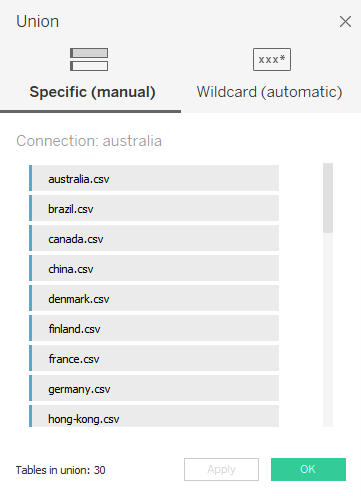 Union
xxx*
Specific (manual)
Wildcard (automatic)
Connection: australia
australia.csv
brazil.csv
canada.csv
china.csv
denmark.csv
finland.csv
france.csv
germany.csv
hong-kong.csv
Tables in union: 30
Apply
OK